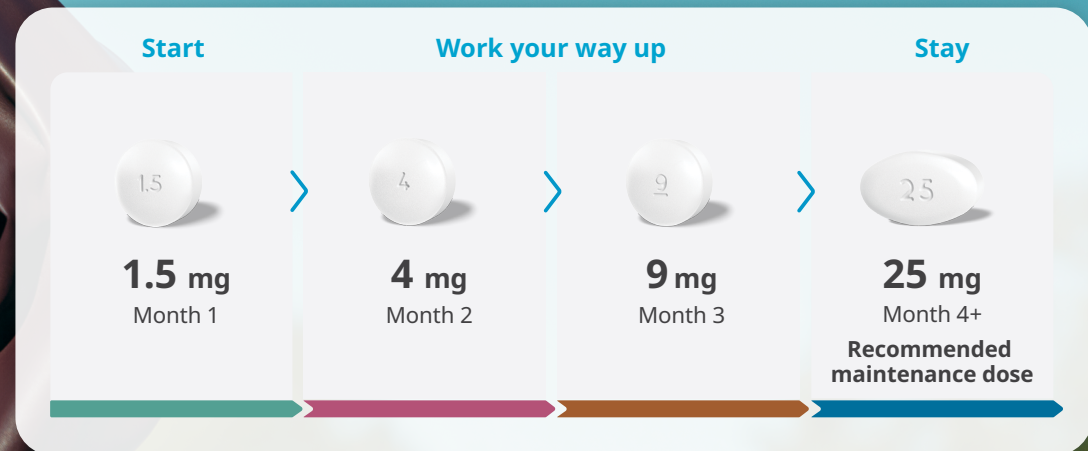 Start
Work your way up
Stay
1.5
4
9
25
1.5 mg
4 mg
9 mg
25 mg
Month 1
Month 2
Month 3
Month 4+
Recommended
maintenance dose